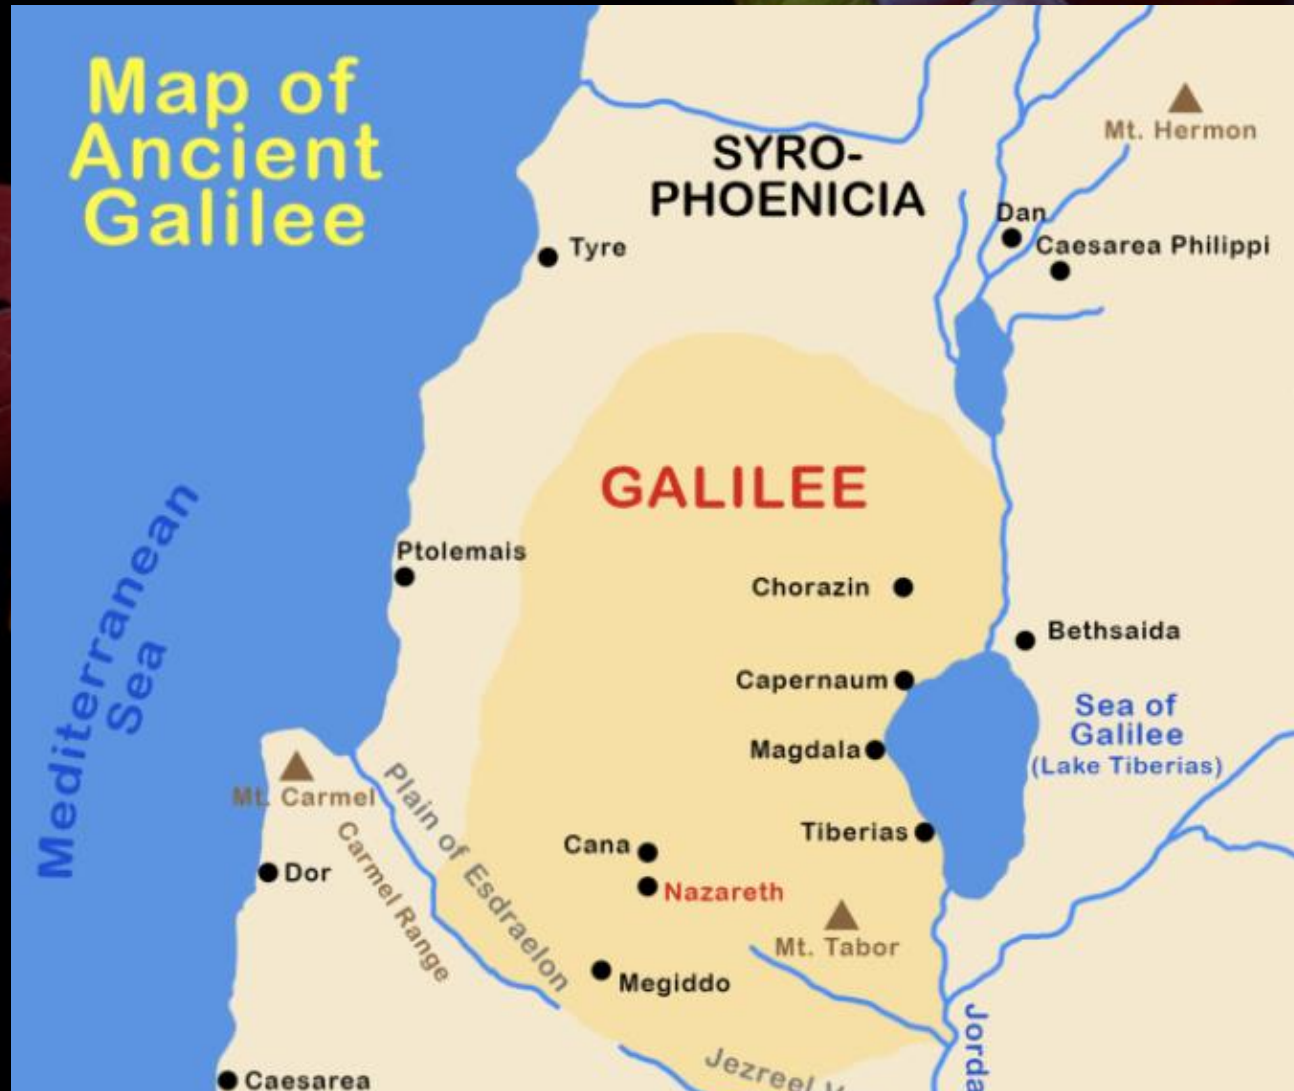 Map of
Ancient
Galilee
Mt. Hermon
SYRO-
PHOENICIA
Dan
Tyre
Caesarea Philippi
GALILEE
Ptolemais
Chorazin
Bethsaida
Capernaum
Mediterranean
Sea
Sea of
Galilee
(Lake Tiberias)
Magdala
Mt. Carmel
Plain of Esdraelon
Carmel Range
Tiberias
Cana
Dor
Nazareth
Mt. Tabor
Megiddo
Jorda
Jezreel V
Caesarea